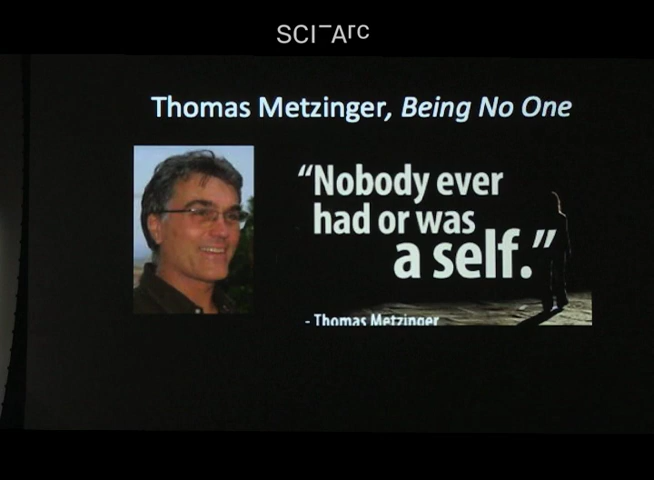 SCI-Arc
Thomas Metzinger, Being No One
“Nobody ever
had or was
a self.”
- Thomas Metzinger